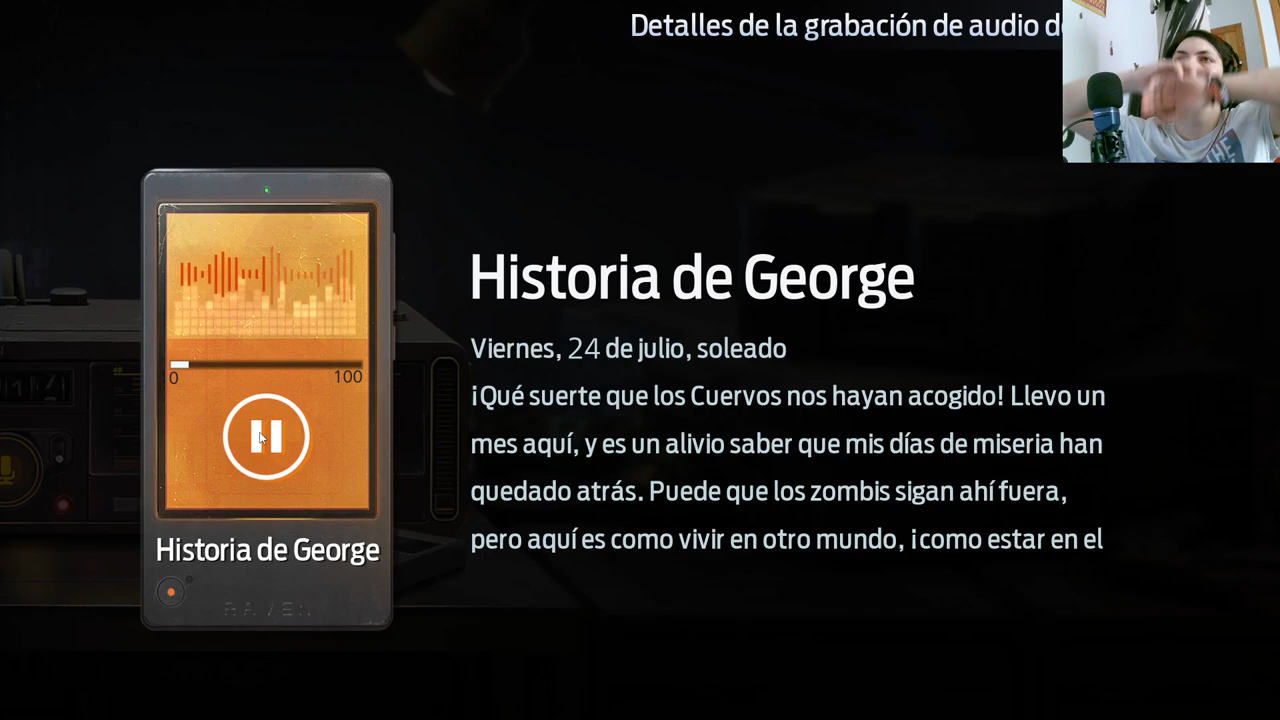 Detalles de la grabación de audio
Historia de George
Viernes, 24 de julio, soleado
¡Qué suerte que los Cuervos nos hayan acogido! Llevo un
mes aquí, y es un alivio saber que mis días de miseria han
quedado atrás. Puede que los zombis sigan ahí fuera,
pero aquí es como vivir en otro mundo, ¡como estar en el
0 100
Historia de George
RAVEN
THE